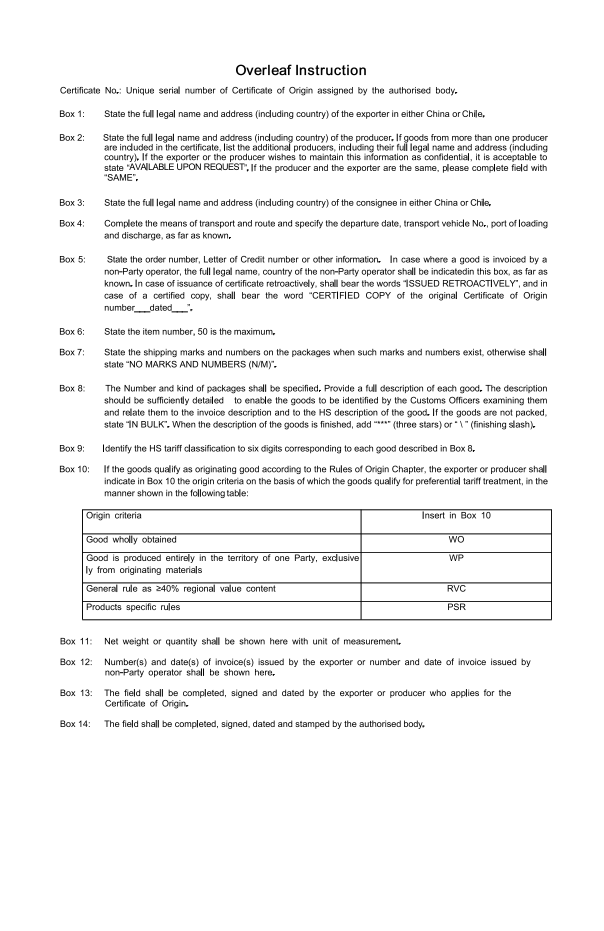 Overleaf Instruction
Certificate No.: Unique serial number of Certificate of Origin assigned by the authorised body.
Box 1: State the full legal name and address (including country) of the exporter in either China or Chile.
Box 2: State the full legal name and address (including country) of the producer. If goods from more than one producer
are included in the certificate, list the additional producers, including their full legal name and address (including
country). If the exporter or the producer wishes to maintain this information as confidential, it is acceptable to
state “AVAILABLE UPON REQUEST”. If the producer and the exporter are the same, please complete field with
“SAME”.
Box 3: State the full legal name and address (including country) of the consignee in either China or Chile.
Box 4: Complete the means of transport and route and specify the departure date, transport vehicle No., port of loading
and discharge, as far as known.
Box 5: State the order number, Letter of Credit number or other information. In case where a good is invoiced by a
non-Party operator, the full legal name, country of the non-Party operator shall be indicatedin this box, as far as
known. In case of issuance of certificate retroactively, shall bear the words “ISSUED RETROACTIVELY”, and in
case of a certified copy, shall bear the word “CERTIFIED COPY of the original Certificate of Origin
number___dated___”.
Box 6: State the item number, 50 is the maximum.
Box 7: State the shipping marks and numbers on the packages when such marks and numbers exist, otherwise shall
state “NO MARKS AND NUMBERS (N/M)”.
Box 8: The Number and kind of packages shall be specified. Provide a full description of each good. The description
should be sufficiently detailed to enable the goods to be identified by the Customs Officers examining them
and relate them to the invoice description and to the HS description of the good. If the goods are not packed,
state “IN BULK”. When the description of the goods is finished, add “***” (three stars) or “ \ ” (finishing slash).
Box 9: Identify the HS tariff classification to six digits corresponding to each good described in Box 8.
Box 10: If the goods qualify as originating good according to the Rules of Origin Chapter, the exporter or producer shall
indicate in Box 10 the origin criteria on the basis of which the goods qualify for preferential tariff treatment, in the
manner shown in the following table:
Origin criteria Insert in Box 10
Good wholly obtained WO
Good is produced entirely in the territory of one Party, exclusive WP
ly from originating materials
General rule as ≥40% regional value content RVC
Products specific rules PSR
Box 11: Net weight or quantity shall be shown here with unit of measurement.
Box 12: Number(s) and date(s) of invoice(s) issued by the exporter or number and date of invoice issued by
non-Party operator shall be shown here.
Box 13: The field shall be completed, signed and dated by the exporter or producer who applies for the
Certificate of Origin.
Box 14: The field shall be completed, signed, dated and stamped by the authorised body.